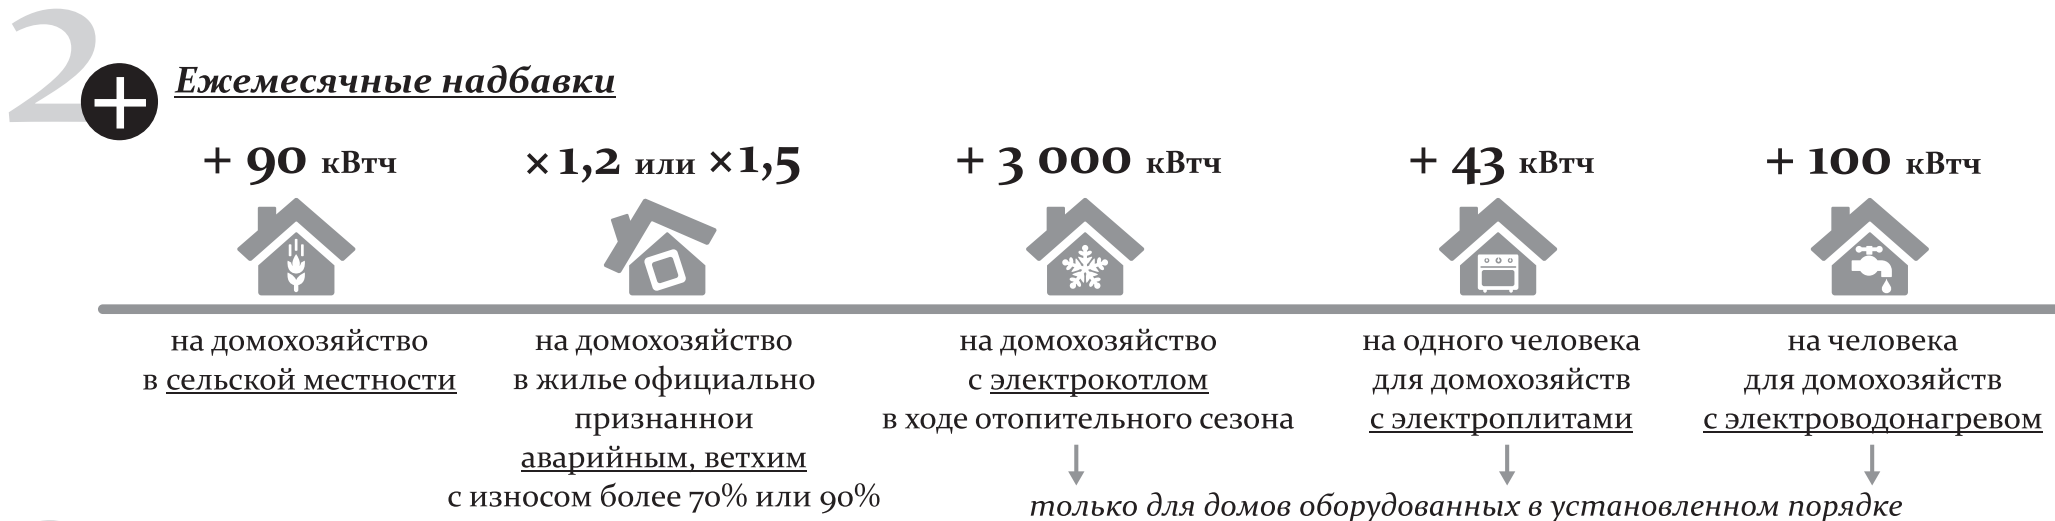 2
+
Ежемесячные надбавки
+ 90 кВтч
× 1,2 или ×1,5
+ 3 000 кВтч
+ 43 кВтч
+ 100 кВтч
на домохозяйство
в сельской местности
на домохозяйство
в жилье официально
признанной
аварийным, ветхим
с износом более 70% или 90%
на домохозяйство
с электрокотлом
в ходе отопительного сезона
на одного человека
для домохозяйств
с электроплитами
на человека
для домохозяйств
с электроводонагревом
только для домов оборудованных в установленном порядке